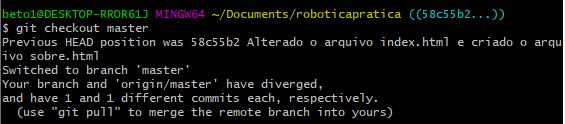 beto1@DESKTOP-RROR61J MINGW64 ~/Documents/roboticapratica ((58c55b2...))
$ git checkout master
Previous HEAD position was 58c55b2 Alterado o arquivo index.html e criado o arqu
ivo sobre.html
Switched to branch 'master'
Your branch and 'origin/master' have diverged,
and have 1 and 1 different commits each, respectively.
(use "git pull" to merge the remote branch into yours)